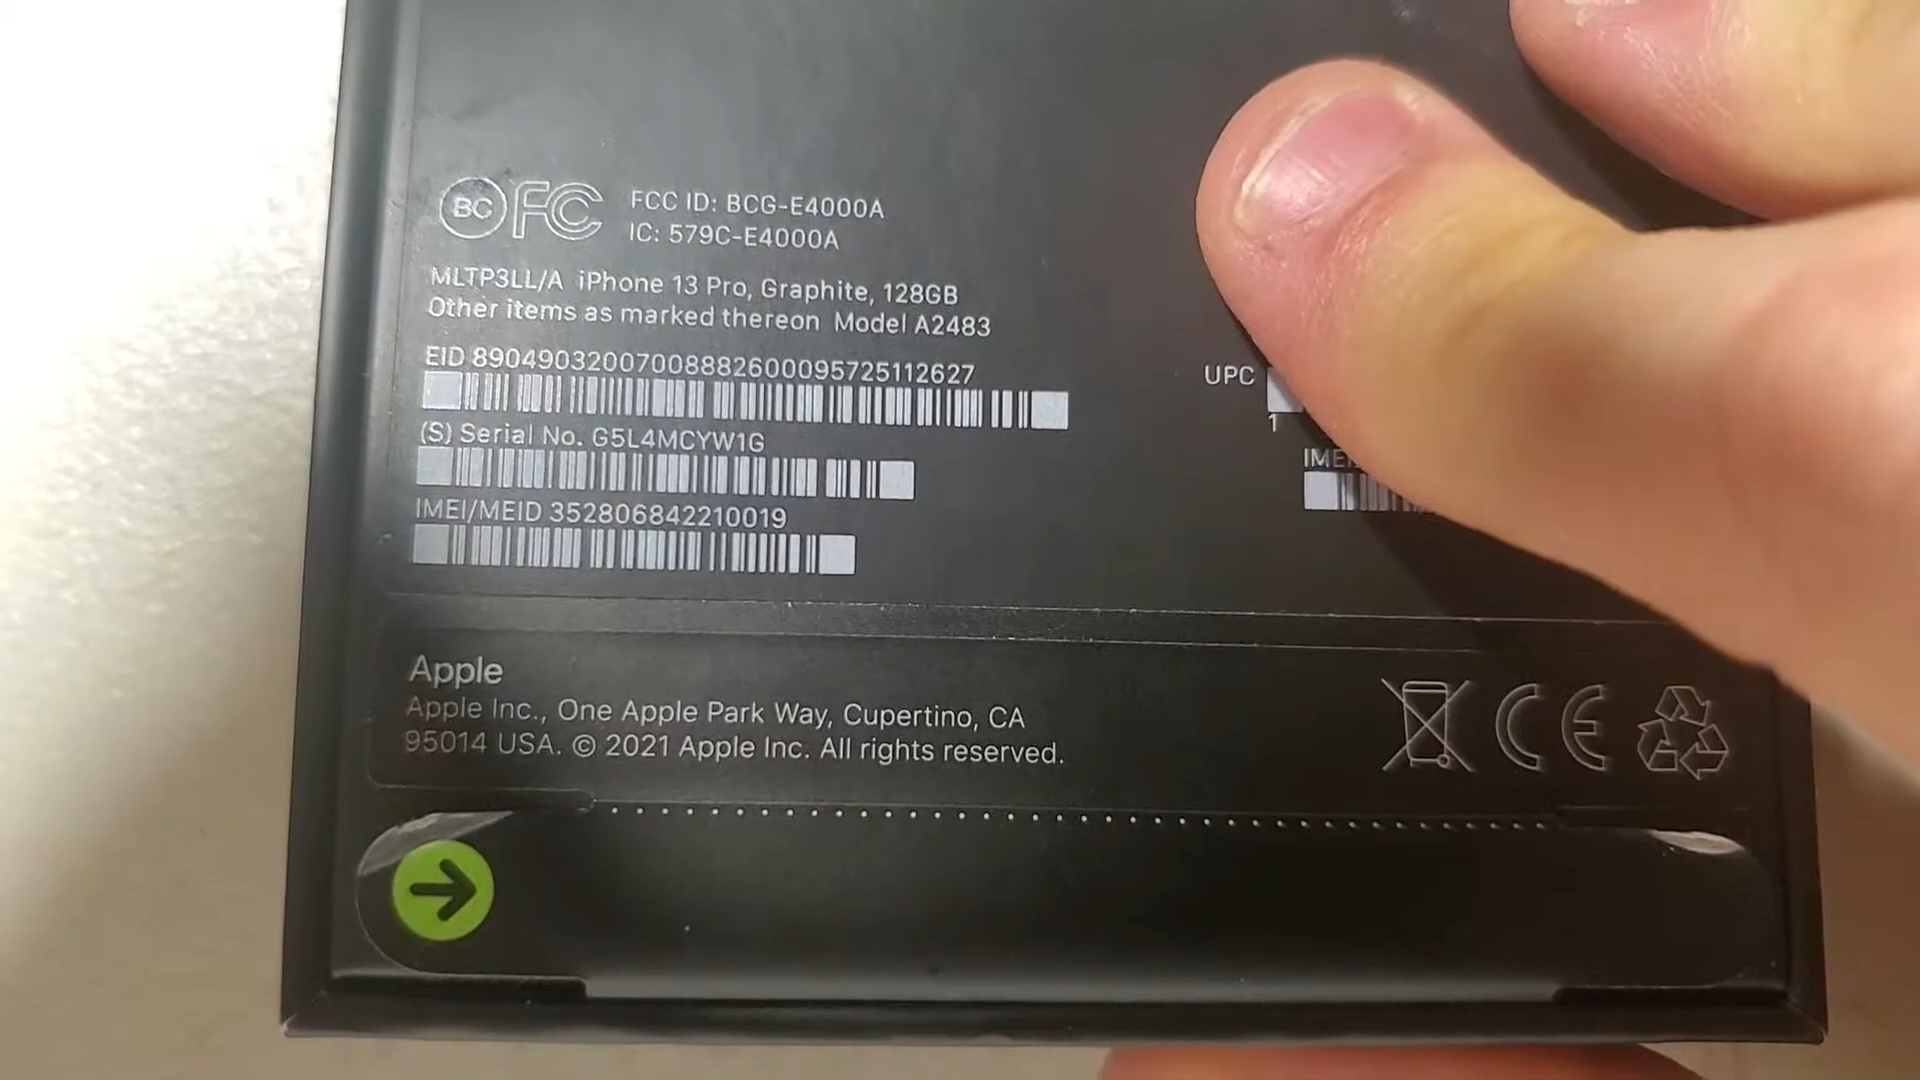 BC FC FCC ID: BCG-E4000A
IC: 579C-E4000A
MLTP3LL/A iPhone 13 Pro, Graphite, 128GB
Other items as marked thereon Model A2483
EID 89049032007008882600095725112627
UPC
1
(S) Serial No. G5L4MCYW1G
IMEI/MEID 352806842210019
Apple
Apple Inc., One Apple Park Way, Cupertino, CA
95014 USA. © 2021 Apple Inc. All rights reserved.
CE